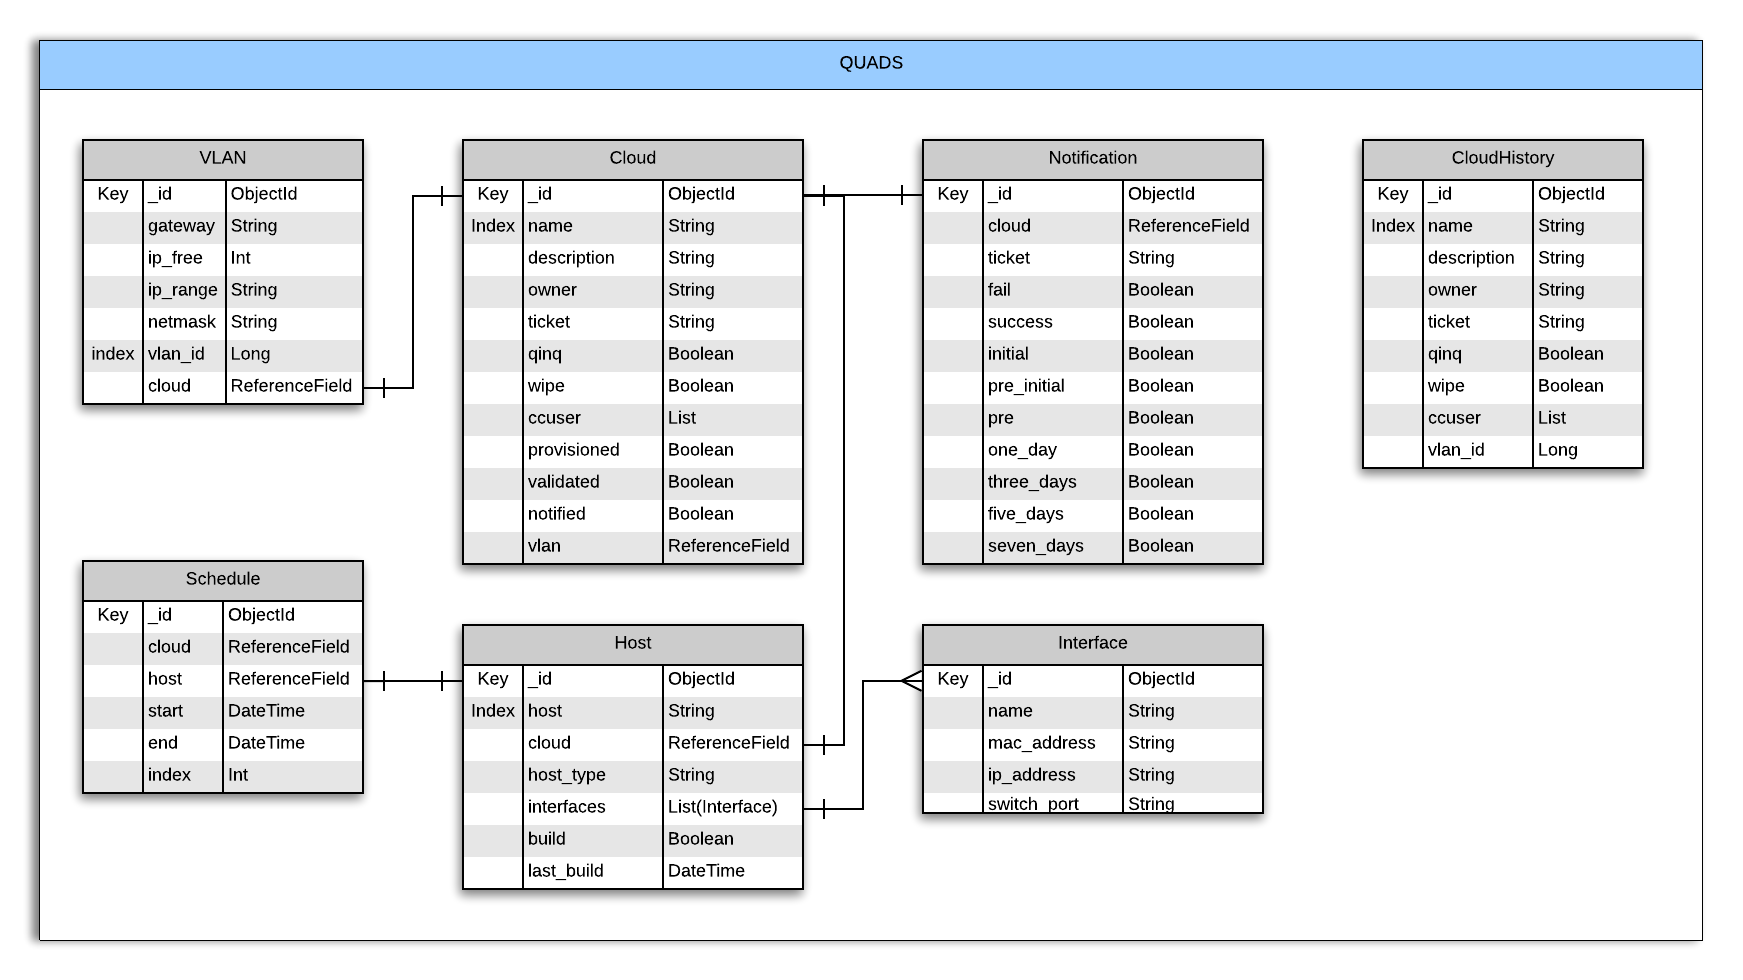 QUADS
VLAN
Key _id ObjectId
gateway String
ip_free Int
ip_range String
netmask String
index vlan_id Long
cloud ReferenceField
Cloud
Key _id ObjectId
Index name String
description String
owner String
ticket String
qinq Boolean
wipe Boolean
ccuser List
provisioned Boolean
validated Boolean
notified Boolean
vlan ReferenceField
Notification
Key _id ObjectId
cloud ReferenceField
ticket String
fail Boolean
success Boolean
initial Boolean
pre_initial Boolean
pre Boolean
one_day Boolean
three_days Boolean
five_days Boolean
seven_days Boolean
CloudHistory
Key _id ObjectId
Index name String
description String
owner String
ticket String
qinq Boolean
wipe Boolean
ccuser List
vlan_id Long
Schedule
Key _id ObjectId
cloud ReferenceField
host ReferenceField
start DateTime
end DateTime
index Int
Host
Key _id ObjectId
Index host String
cloud ReferenceField
host_type String
interfaces List(Interface)
build Boolean
last_build DateTime
Interface
Key _id ObjectId
name String
mac_address String
ip_address String
switch_port String